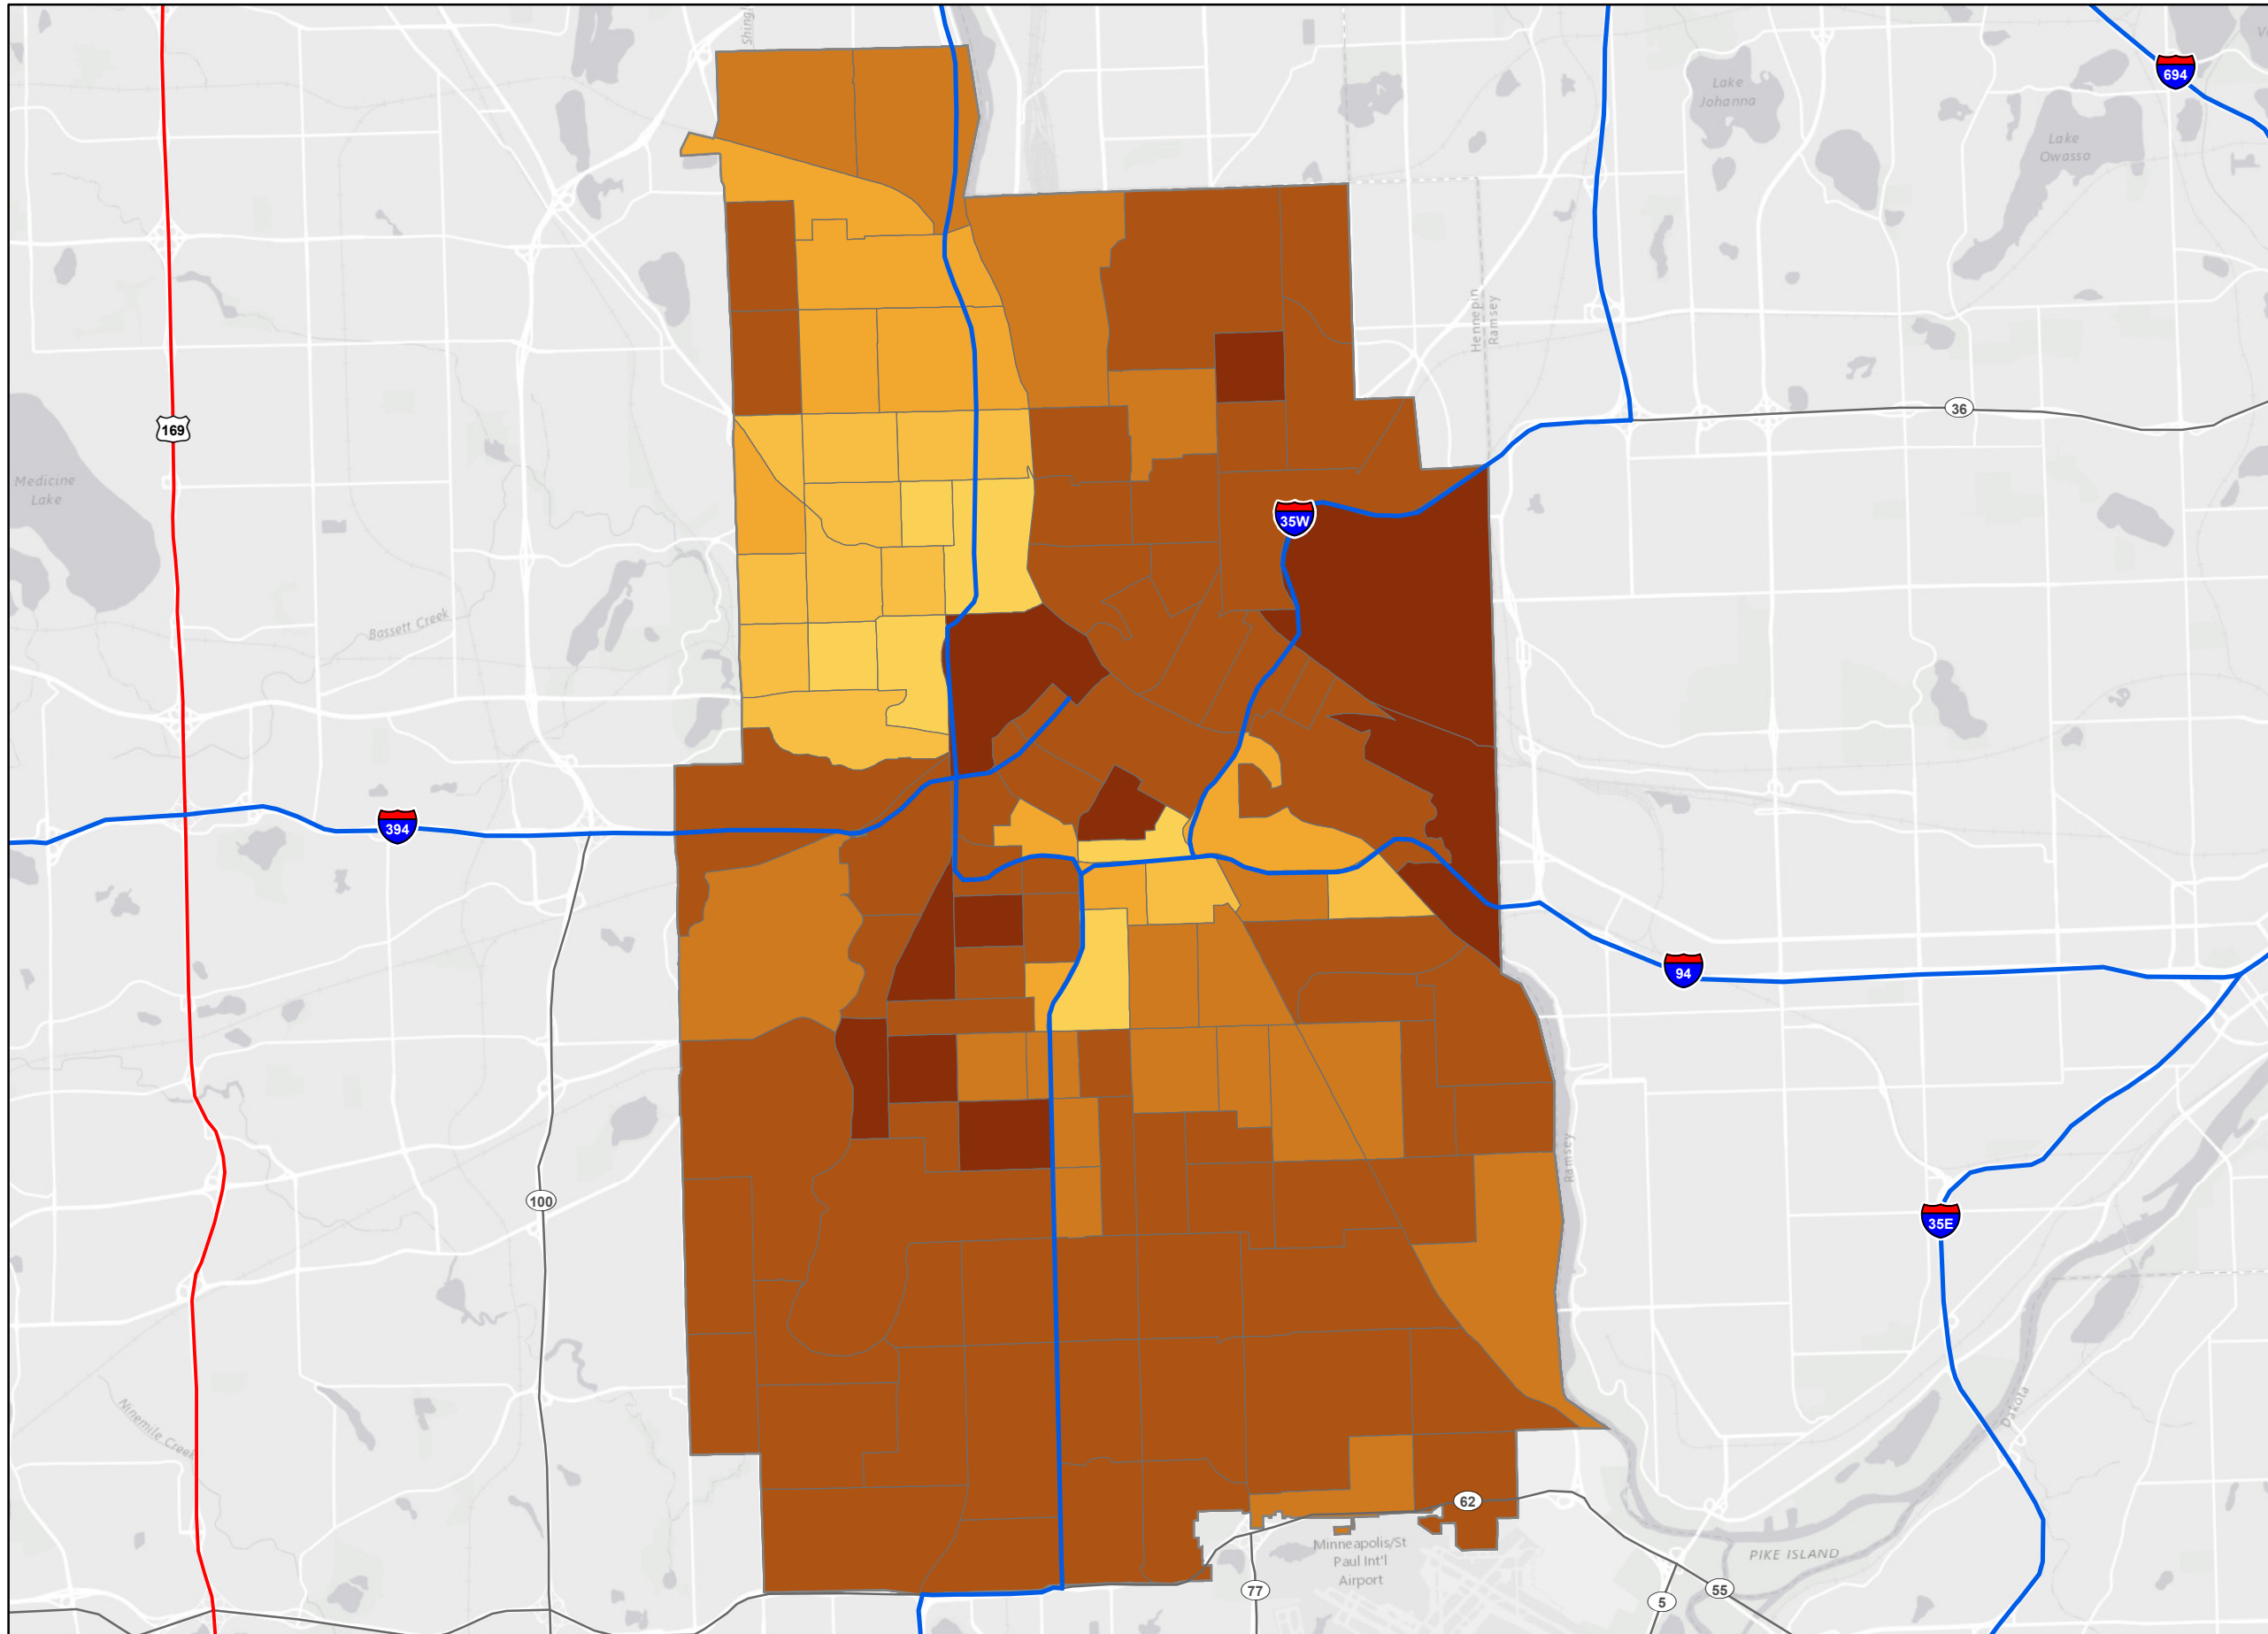 Shingl
694
Lake
Johanna
Lake
Owasso
Hennepin
Ramsey
36
169
Medicine
Lake
35W
Bassett Creek
394
94
Ramsey
100
35E
Ninemile Creek
Dakota
62
Minneapolis/St
Paul Int'l
Airport
PIKE ISLAND
77
55
5